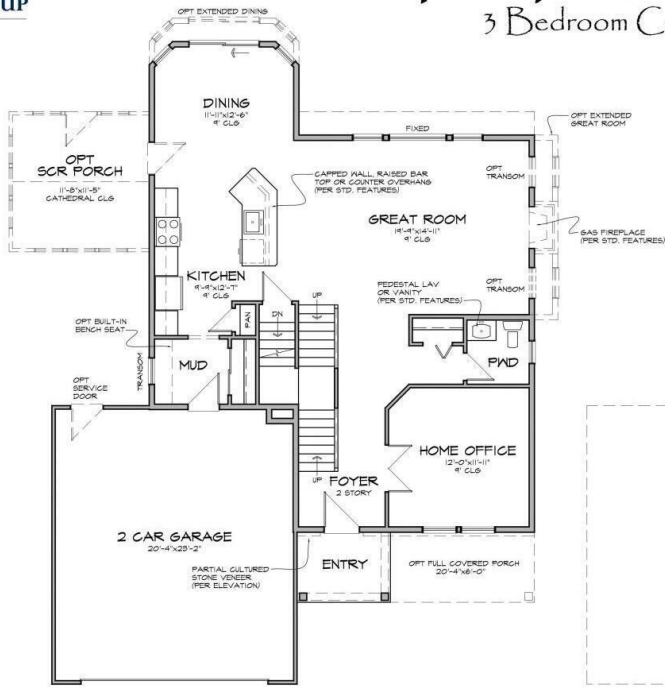 UP
3 Bedroom C
OPT EXTENDED DINING
DINING
11'-11"x12'-6"
9' CLG
FIXED
OPT EXTENDED
GREAT ROOM
OPT
SCR PORCH
11'-8"x11'-5"
CATHEDRAL CLG
CAPPED WALL, RAISED BAR
TOP OR COUNTER OVERHANG
(PER STD. FEATURES)
OPT
TRANSOM
GREAT ROOM
19'-9"x14'-11"
9' CLG
GAS FIREPLACE
(PER STD. FEATURES)
KITCHEN
9'-9"x12'-7"
9' CLG
PEDESTAL LAV
OR VANITY
(PER STD. FEATURES)
OPT
TRANSOM
UP
DN
PAN
OPT BUILT-IN
BENCH SEAT
TRANSOM
MUD
PWD
OPT
SERVICE
DOOR
HOME OFFICE
12'-0"x11'-11"
9' CLG
UP
FOYER
2 STORY
2 CAR GARAGE
20'-4"x23'-2"
PARTIAL CULTURED
STONE VENEER
(PER ELEVATION)
ENTRY
OPT FULL COVERED PORCH
20'-4"x6'-0"